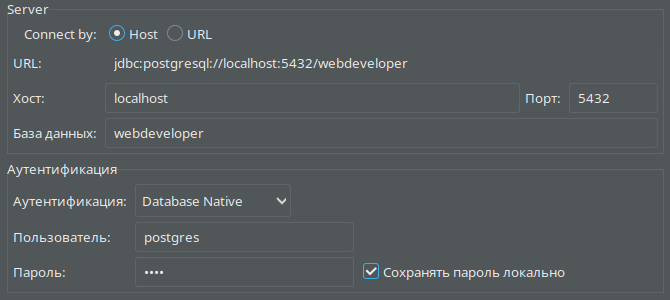 Server
Connect by: Host URL
URL: jdbc:postgresql://localhost:5432/webdeveloper
Хост: localhost Порт: 5432
База данных: webdeveloper
Аутентификация
Аутентификация: Database Native
Пользователь: postgres
Пароль: •••• Сохранять пароль локально